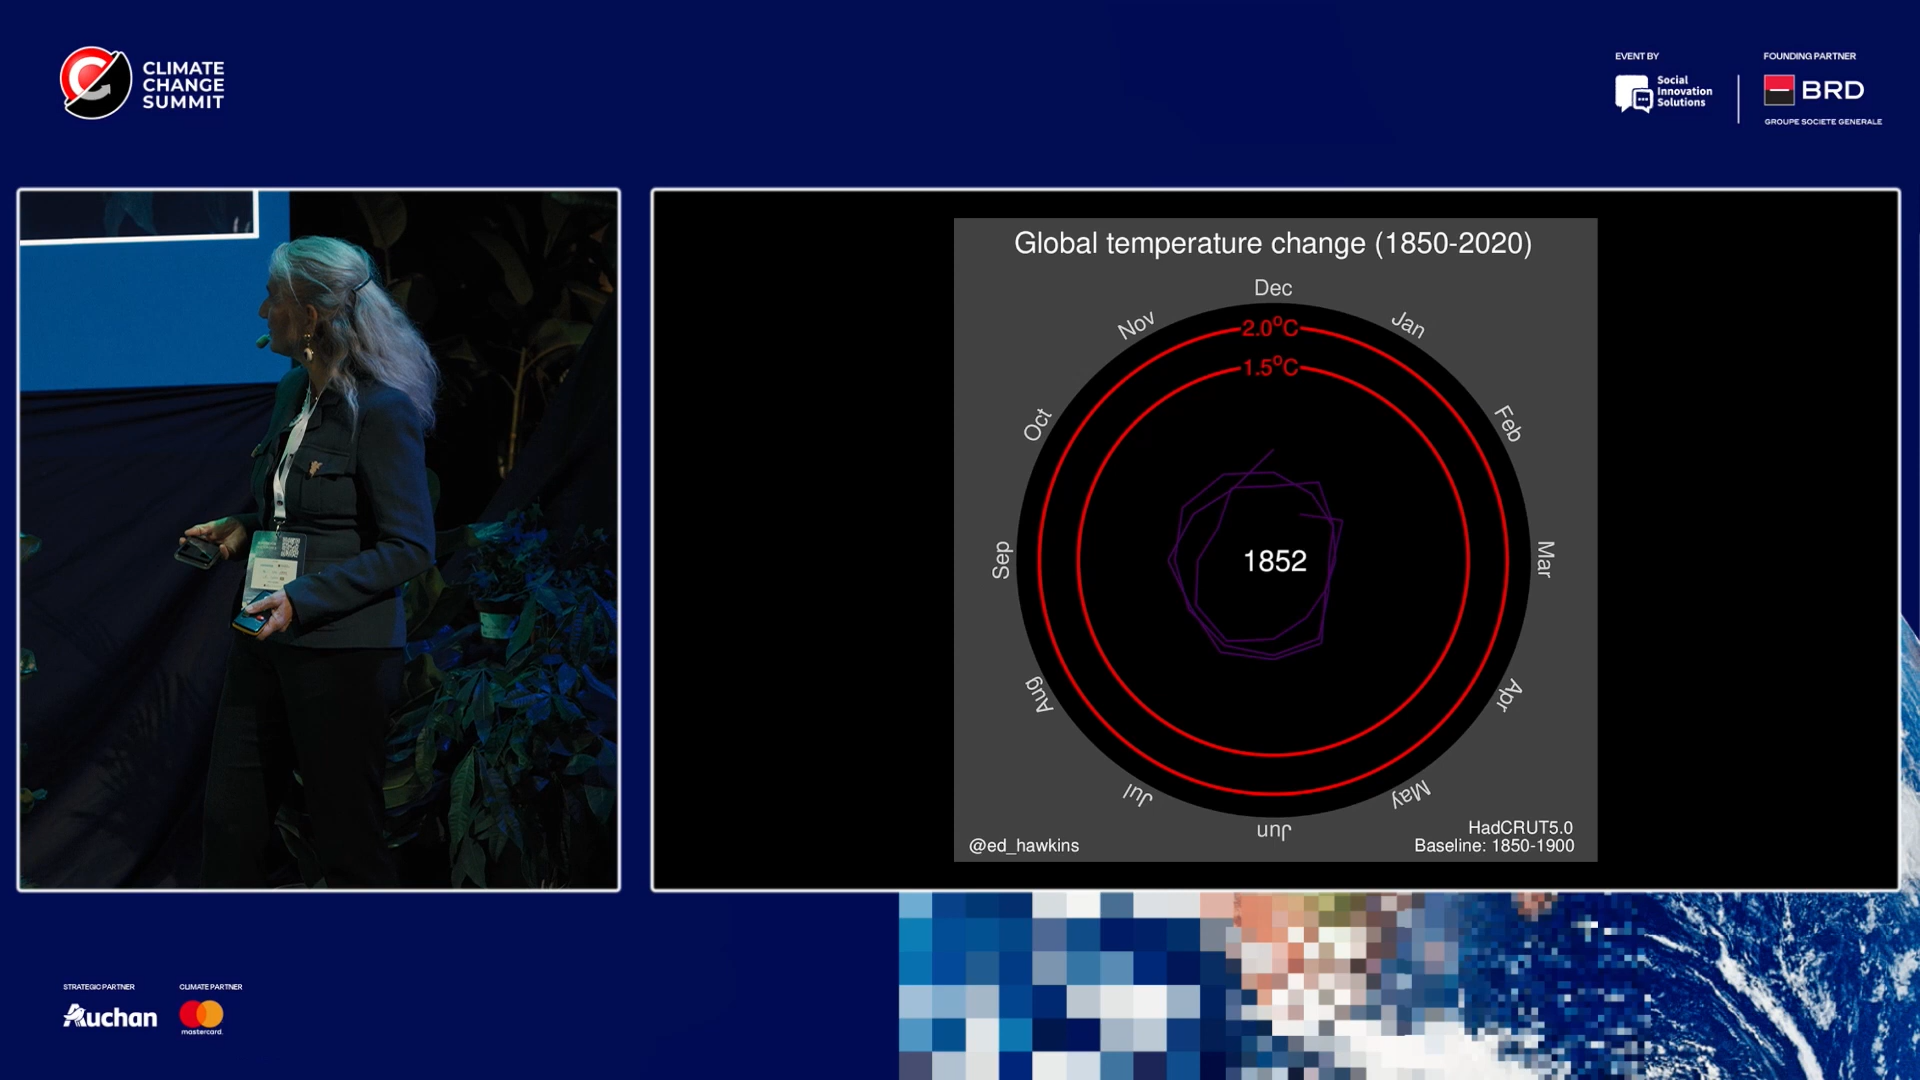 CLIMATE
CHANGE
SUMMIT
EVENT BY
Social
Innovation
Solutions
FOUNDING PARTNER
BRD
GROUPE SOCIETE GENERALE
Global temperature change (1850-2020)
Dec
Jan
Feb
Mar
Apr
May
Jun
Jul
Aug
Sep
Oct
Nov
2.0°C
1.5°C
1852
@ed_hawkins
HadCRUT5.0
Baseline: 1850-1900
STRATEGIC PARTNER
Auchan
CLIMATE PARTNER
mastercard.